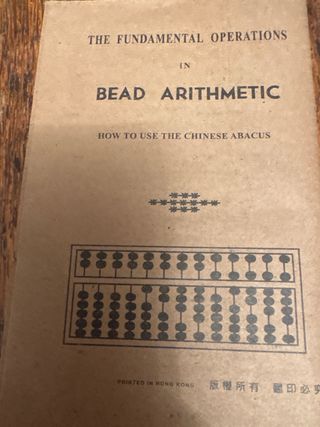 THE FUNDAMENTAL OPERATIONS
IN
BEAD ARITHMETIC
HOW TO USE THE CHINESE ABACUS
PRINTED IN HONG KONG 版權所有 翻印必究